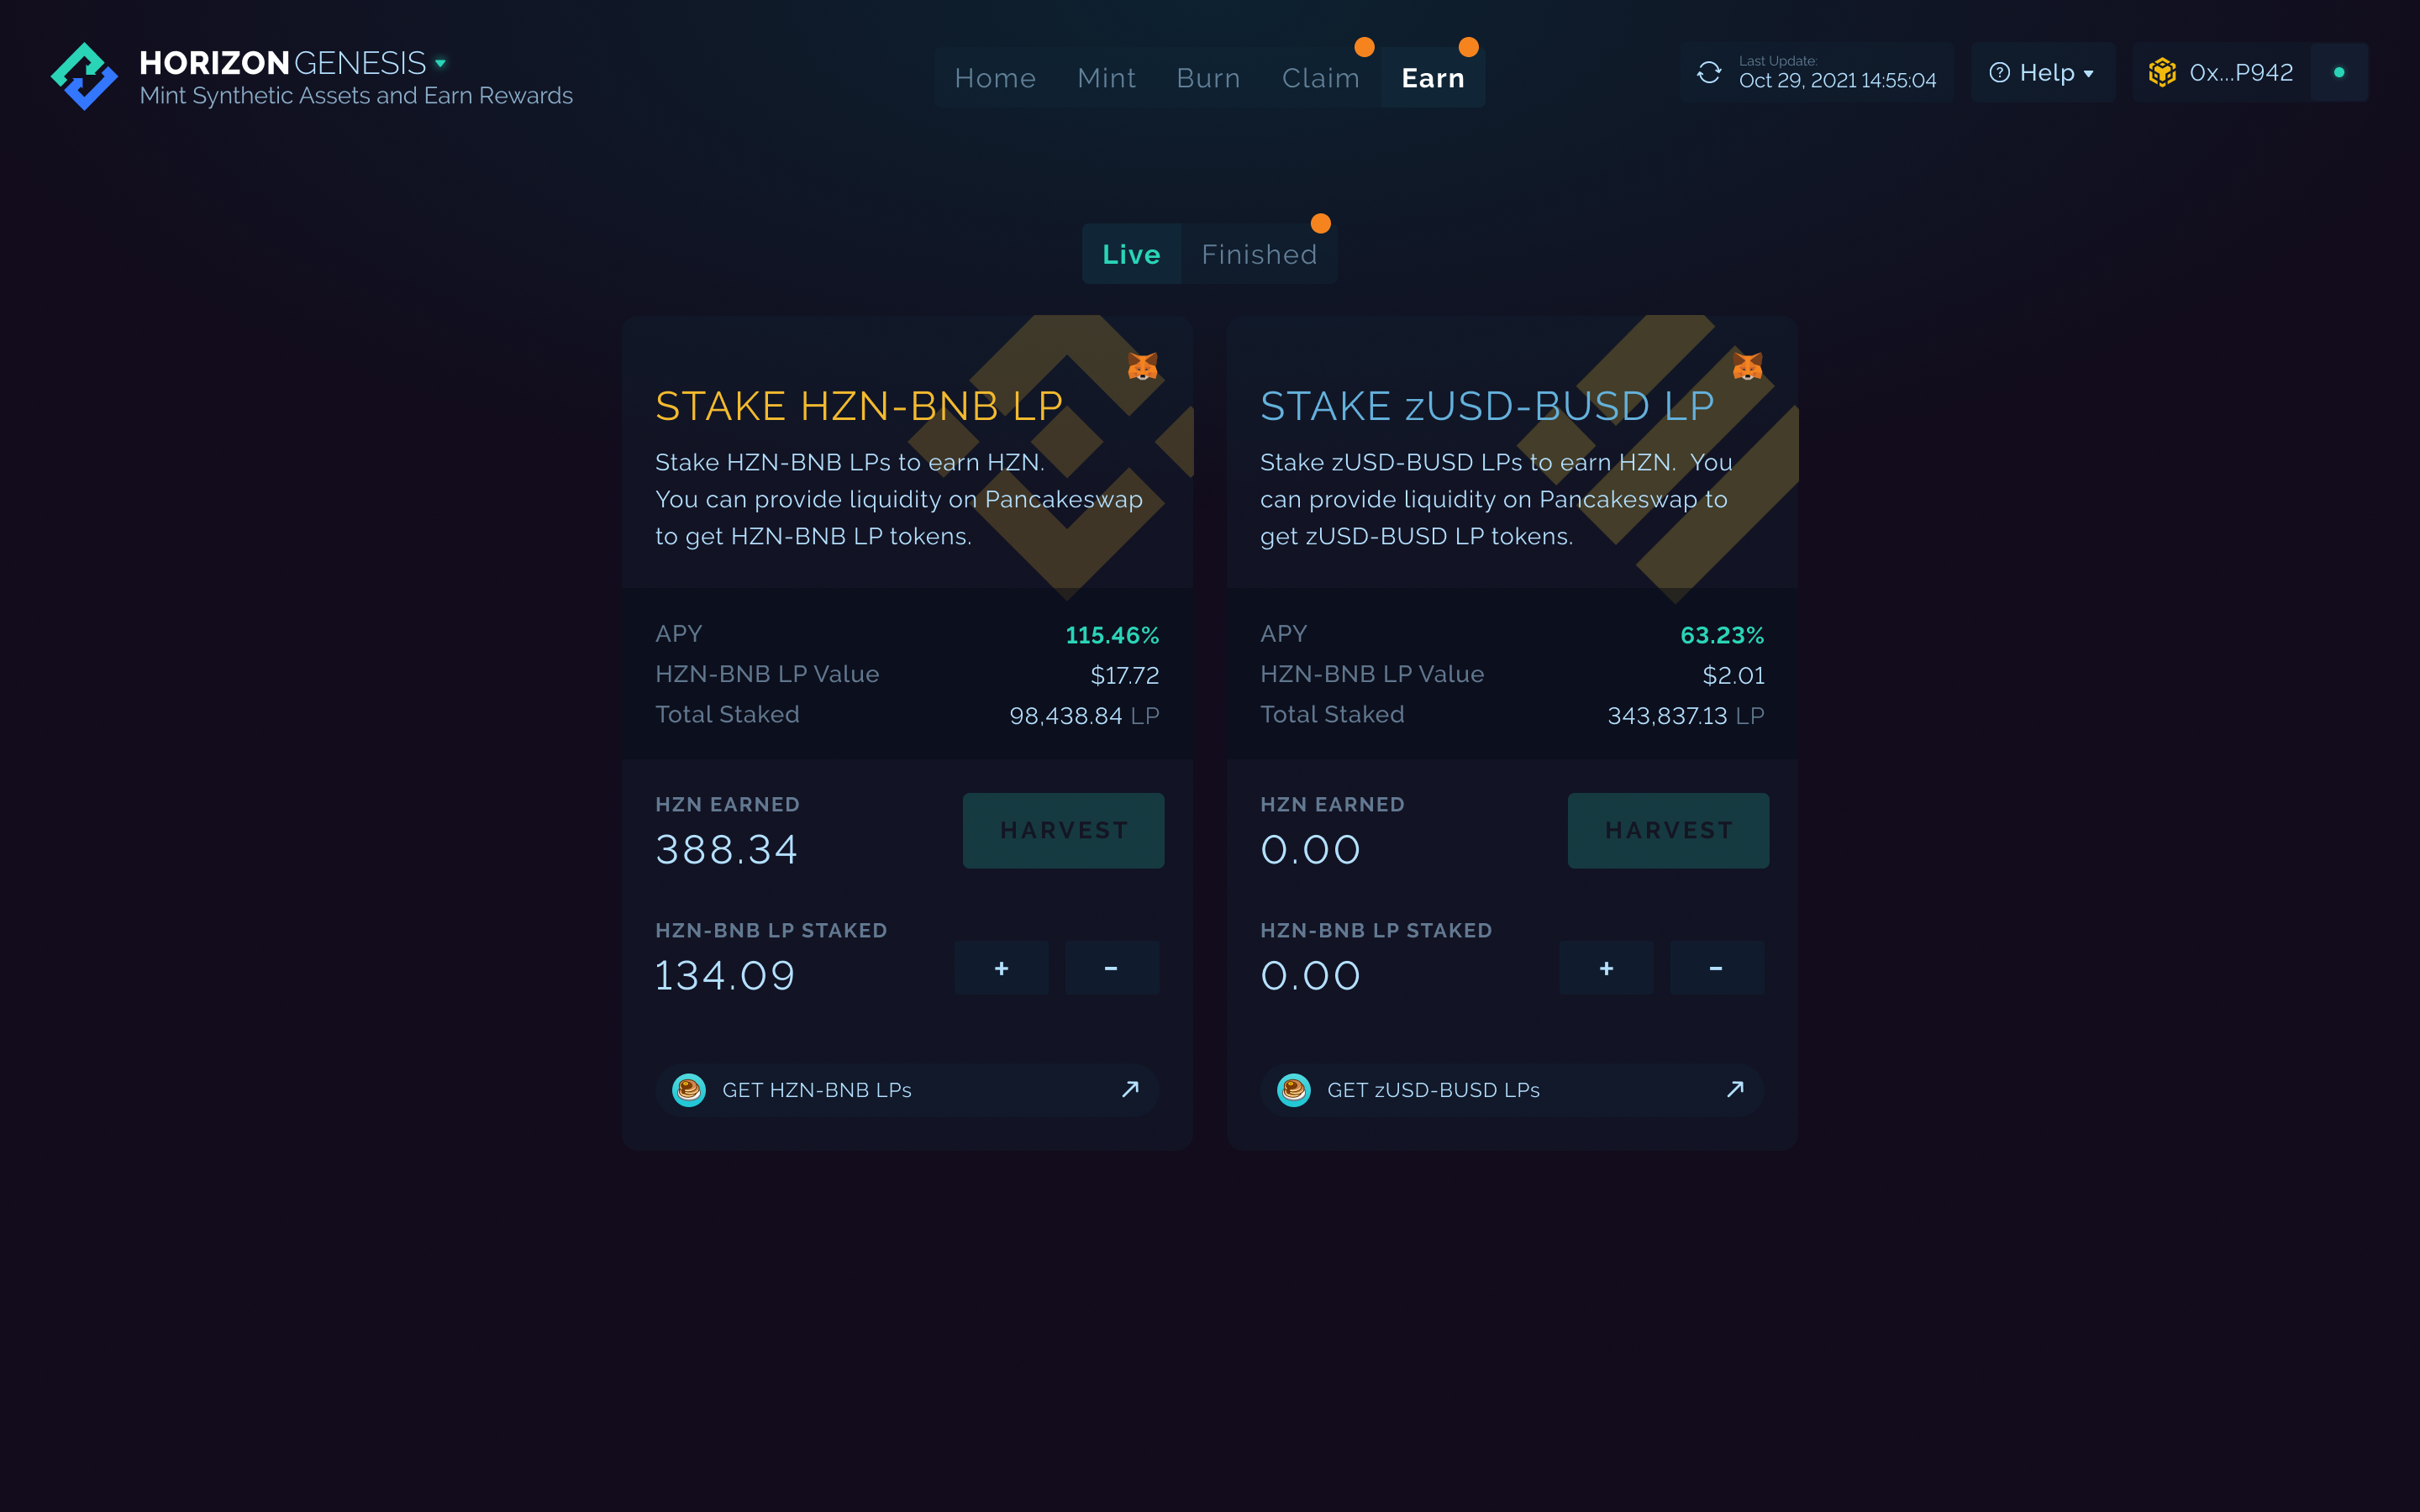 HORIZON GENESIS
Mint Synthetic Assets and Earn Rewards
Home Mint Burn Claim Earn
Last Update:
Oct 29, 2021 14:55:04
Help
0x...P942
Live Finished
STAKE HZN-BNB LP
Stake HZN-BNB LPs to earn HZN.
You can provide liquidity on Pancakeswap
to get HZN-BNB LP tokens.
APY 115.46%
HZN-BNB LP Value $17.72
Total Staked 98,438.84 LP
HZN EARNED
388.34
HARVEST
HZN-BNB LP STAKED
134.09
+ -
GET HZN-BNB LPs
STAKE zUSD-BUSD LP
Stake zUSD-BUSD LPs to earn HZN. You
can provide liquidity on Pancakeswap to
get zUSD-BUSD LP tokens.
APY 63.23%
HZN-BNB LP Value $2.01
Total Staked 343,837.13 LP
HZN EARNED
0.00
HARVEST
HZN-BNB LP STAKED
0.00
+ -
GET zUSD-BUSD LPs